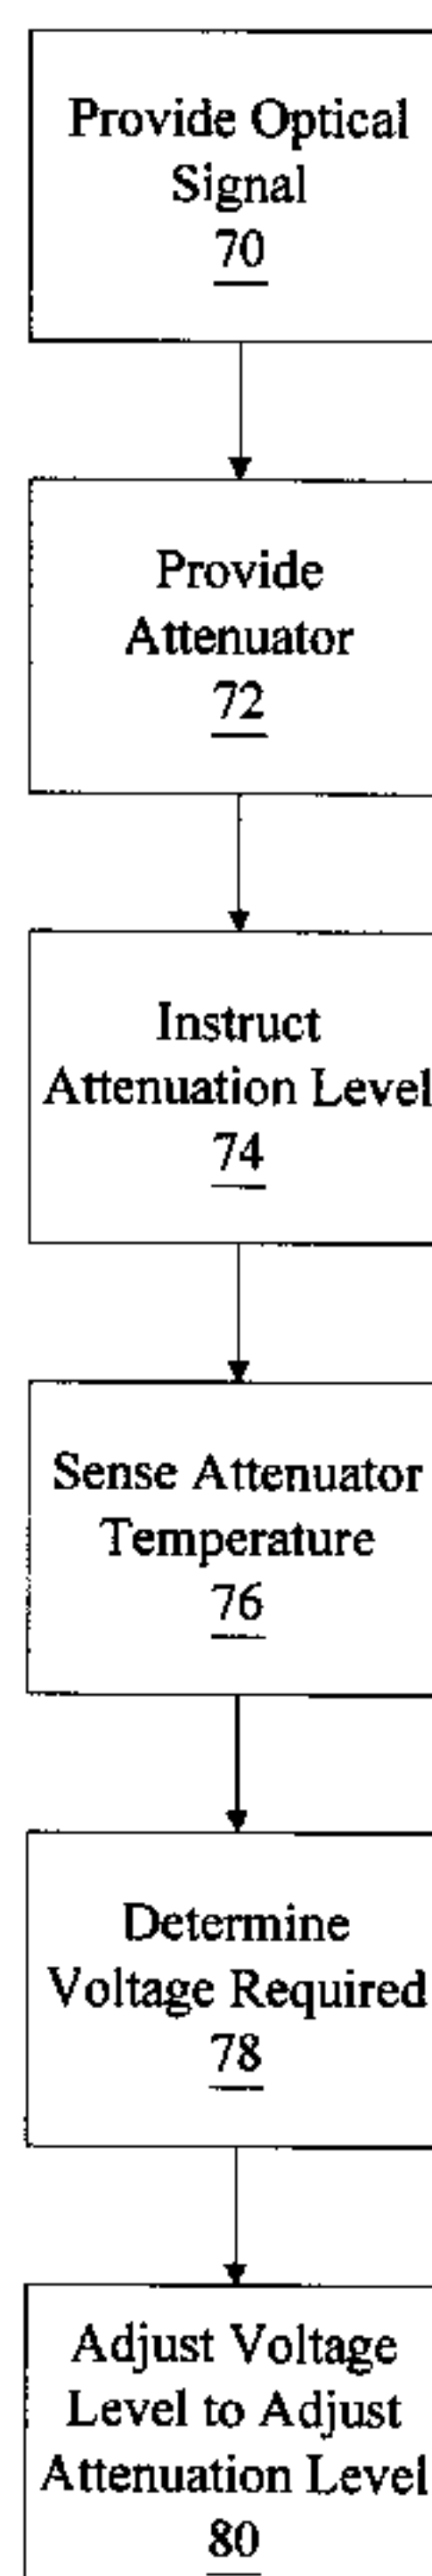 Provide Optical
Signal
70
Provide
Attenuator
72
Instruct
Attenuation Level
74
Sense Attenuator
Temperature
76
Determine
Voltage Required
78
Adjust Voltage
Level to Adjust
Attenuation Level
80